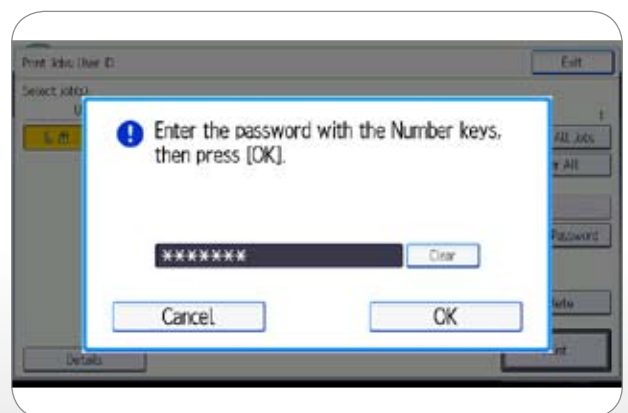 Print Jobs: User ID
Exit
Select job(s).
Enter the password with the Number keys,
then press [OK].
All Jobs
All
Password
*******
Clear
Cancel
OK
Details